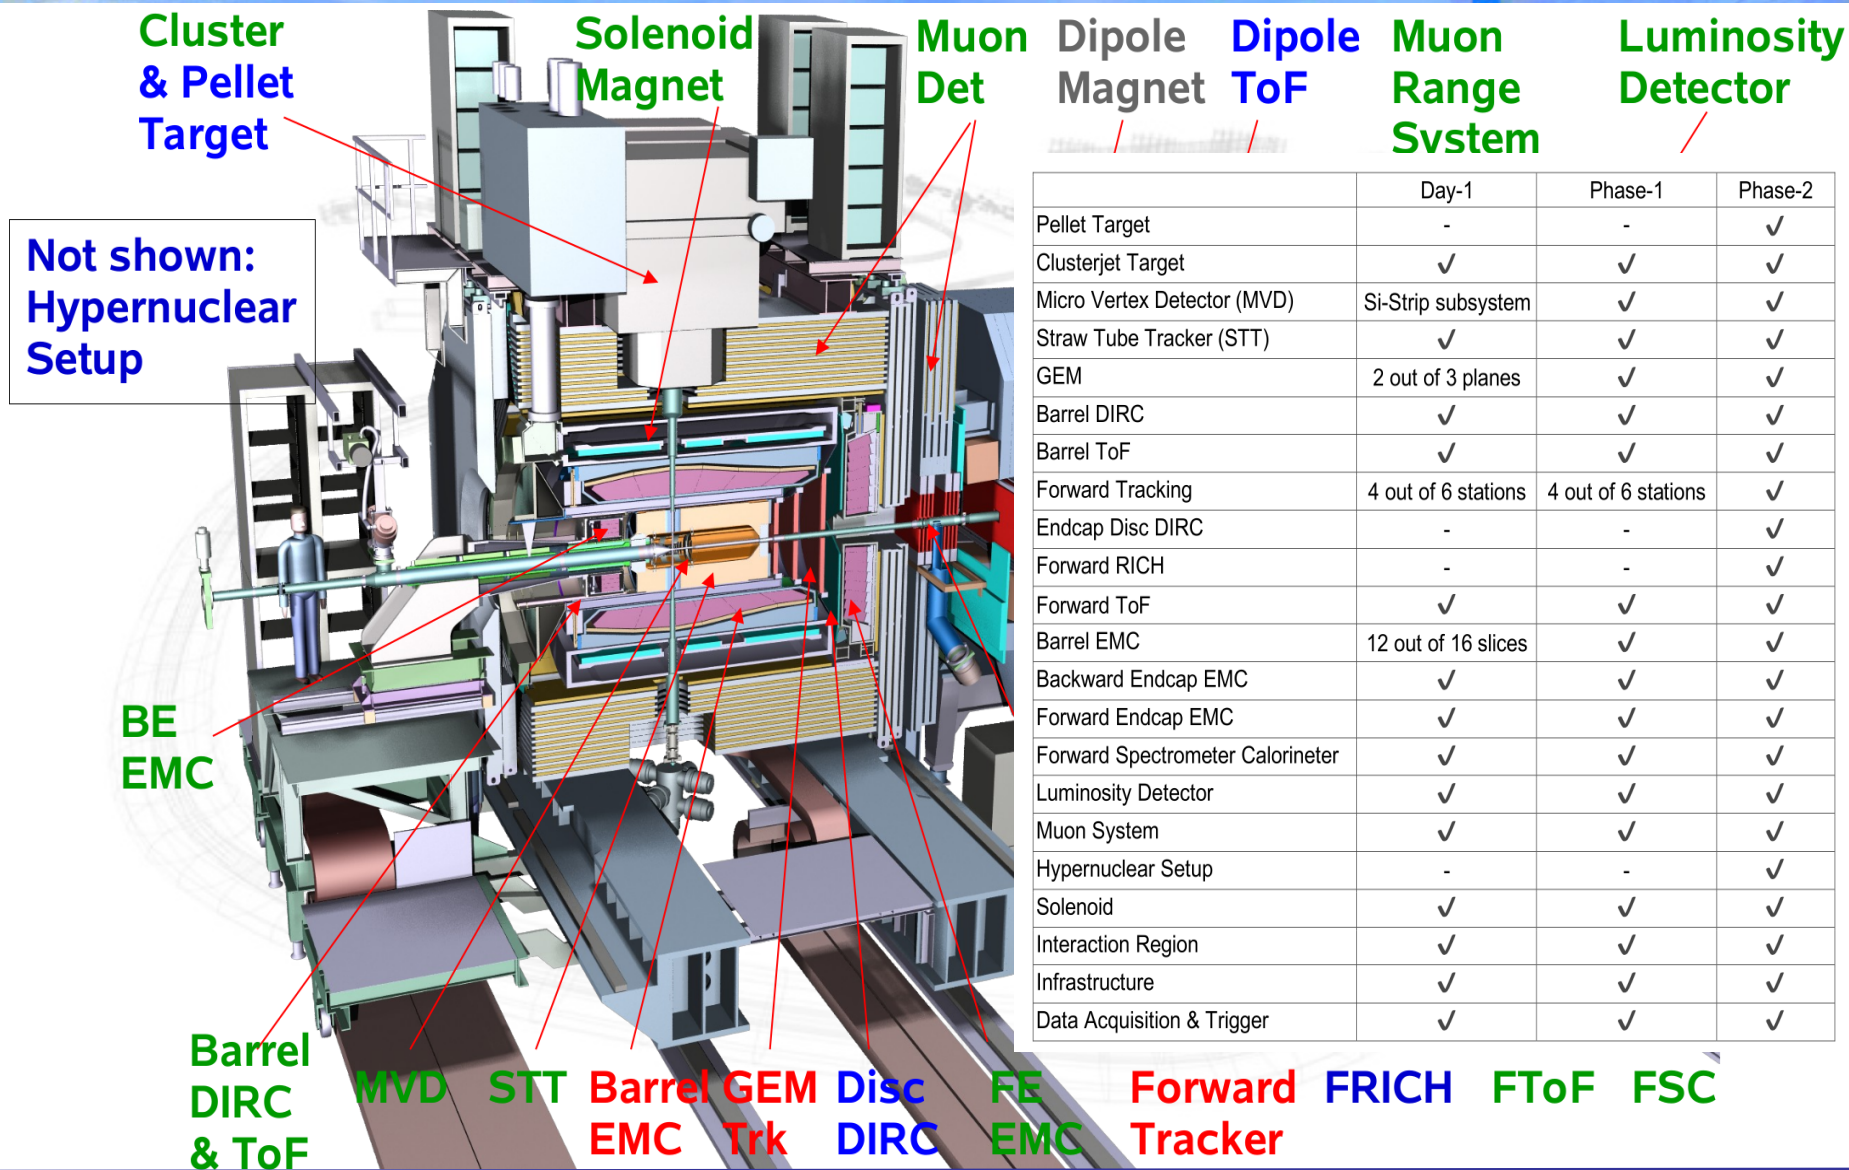 Cluster
& Pellet
Target
Solenoid
Magnet
Muon
Det
Dipole
Magnet
Dipole
ToF
Muon
Range
System
Luminosity
Detector
Not shown:
Hypernuclear
Setup
Day-1 Phase-1 Phase-2
Pellet Target - - ✓
Clusterjet Target ✓ ✓ ✓
Micro Vertex Detector (MVD) Si-Strip subsystem ✓ ✓
Straw Tube Tracker (STT) ✓ ✓ ✓
GEM 2 out of 3 planes ✓ ✓
Barrel DIRC ✓ ✓ ✓
Barrel ToF ✓ ✓ ✓
Forward Tracking 4 out of 6 stations 4 out of 6 stations ✓
Endcap Disc DIRC - - ✓
Forward RICH - - ✓
Forward ToF ✓ ✓ ✓
Barrel EMC 12 out of 16 slices ✓ ✓
Backward Endcap EMC ✓ ✓ ✓
Forward Endcap EMC ✓ ✓ ✓
Forward Spectrometer Calorineter ✓ ✓ ✓
Luminosity Detector ✓ ✓ ✓
Muon System ✓ ✓ ✓
Hypernuclear Setup - - ✓
Solenoid ✓ ✓ ✓
Interaction Region ✓ ✓ ✓
Infrastructure ✓ ✓ ✓
Data Acquisition & Trigger ✓ ✓ ✓
BE
EMC
Barrel
DIRC
& ToF
MVD
STT
Barrel
EMC
GEM
Trk
Disc
DIRC
FE
EMC
Forward
Tracker
FRICH
FToF
FSC